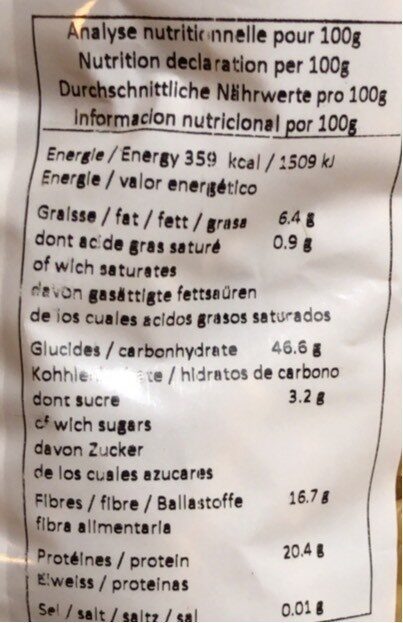 Analyse nutritionnelle pour 100g
Nutrition declaration per 100g
Durchschnittliche Nährwerte pro 100g
Informacion nutricional por 100g
Energie / Energy 359 kcal / 1509 kJ
Energie / valor energético
Graisse / fat / fett / grasa 6.4 g
dont acide gras saturé 0.9 g
of wich saturates
davon gasättigte fettsaüren
de los cuales acidos grasos saturados
Glucides / carbonhydrate 46.6 g
/ hidratos de carbono
dont sucre 3.2 g
of wich sugars
davon Zucker
de los cuales azucares
Fibres / fibre / Ballastoffe 16.7 g
fibra alimentaria
Protéines / protein 20.4 g
Eiweiss / proteinas
Sel / salt / saltz / sal 0.01 g